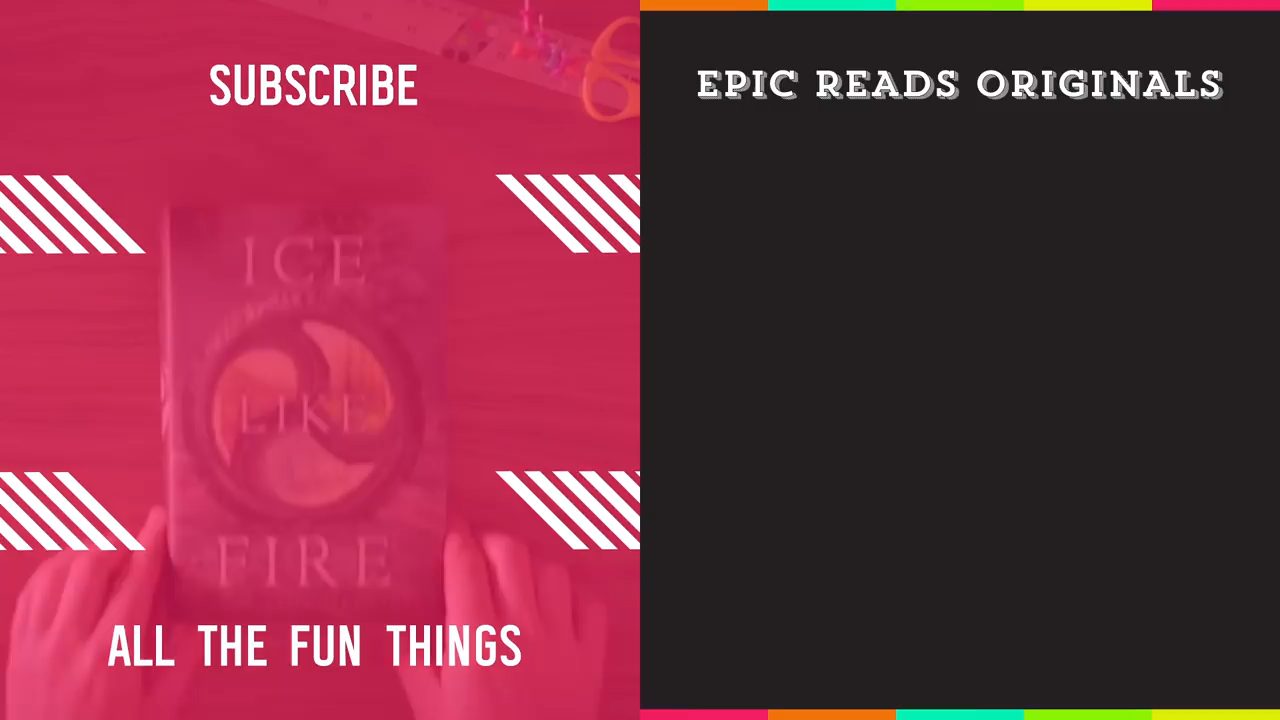 SUBSCRIBE
ICE
LIKE
FIRE
ALL THE FUN THINGS
EPIC READS ORIGINALS